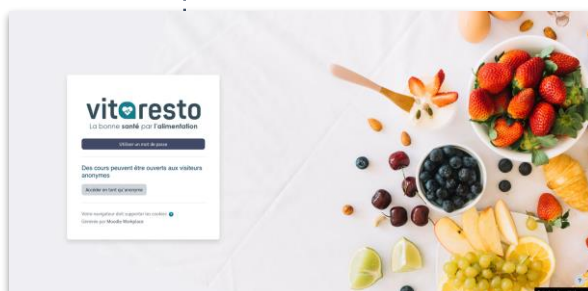 vitaresto
La bonne santé par l'alimentation
Utiliser un mot de passe
Des cours peuvent être ouverts aux visiteurs
anonymes
Accéder en tant qu'anonyme
Votre navigateur doit supporter les cookies
Généré par Moodle Workplace